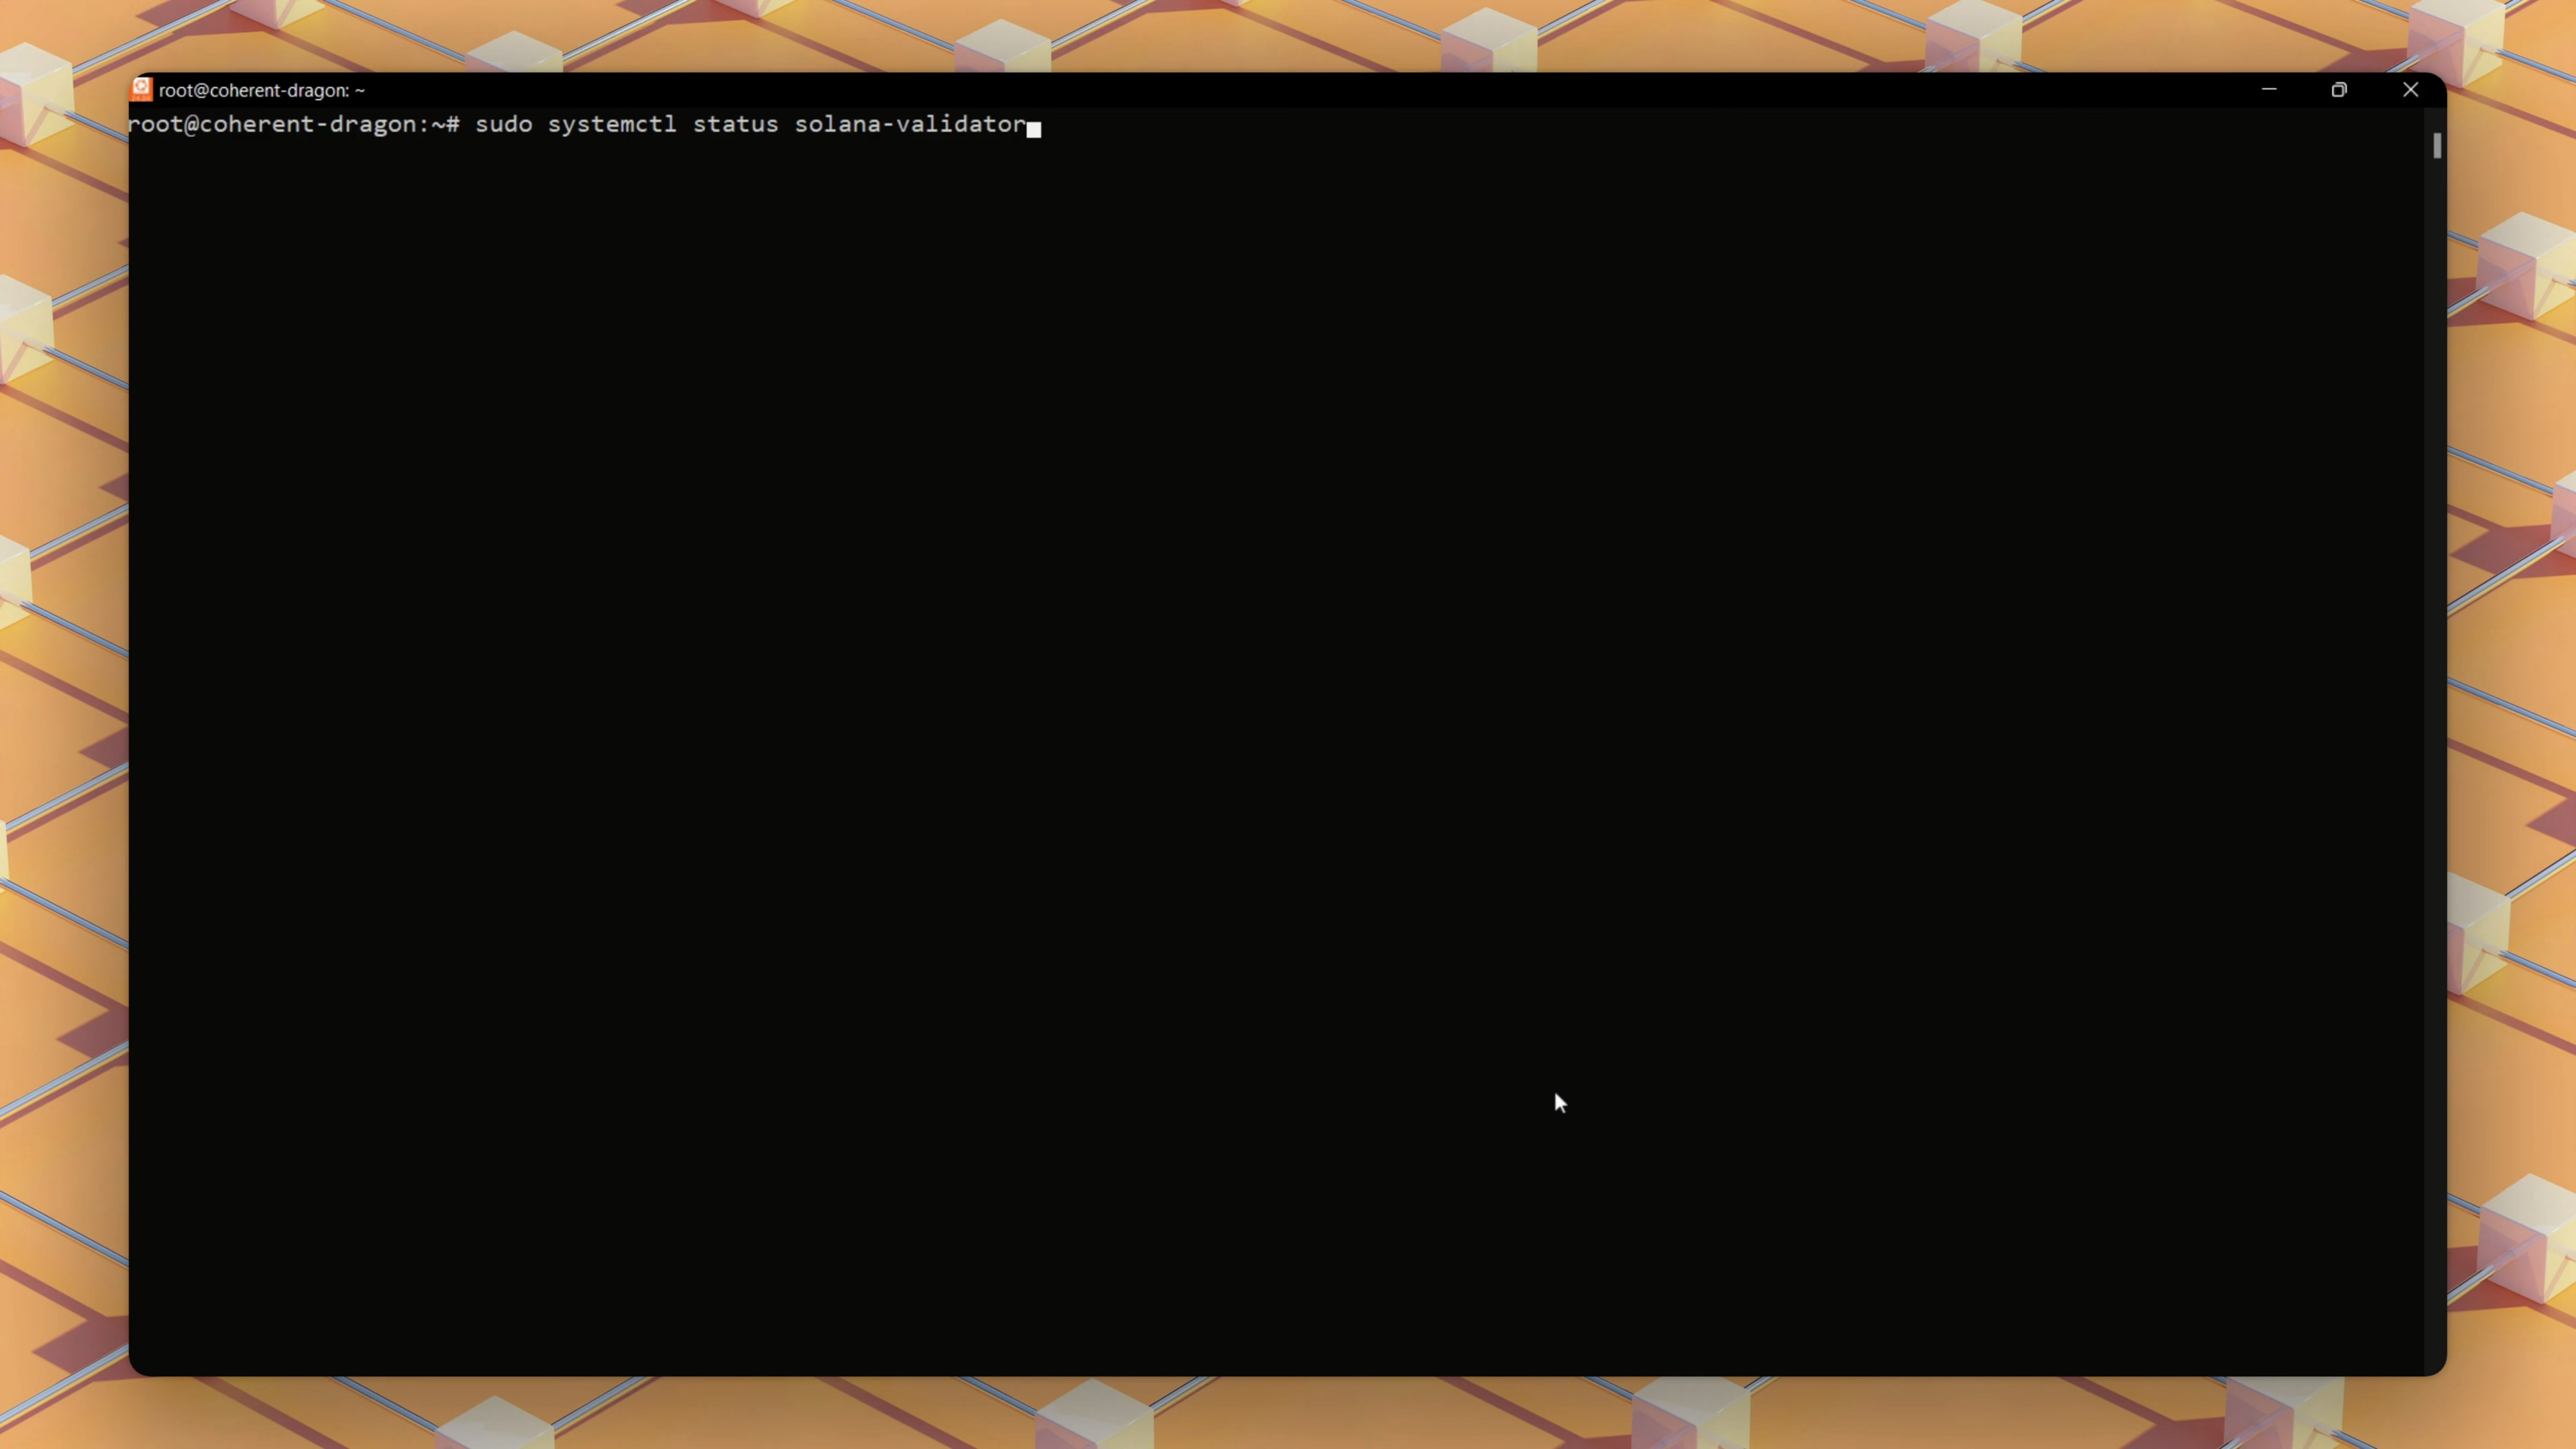 root@coherent-dragon: ~
root@coherent-dragon:~# sudo systemctl status solana-validator